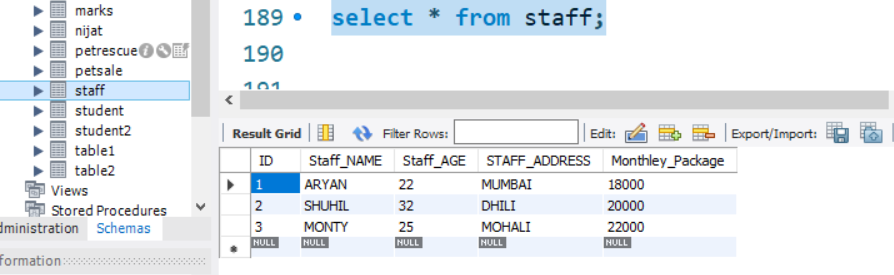 marks
nijat
petrescue
petsale
staff
student
student2
table1
table2
Views
Stored Procedures
dministration Schemas
formation
189 select * from staff;
190
191
Result Grid Filter Rows: Edit: Export/Import:
ID Staff_NAME Staff_AGE STAFF_ADDRESS Monthley_Package
1 ARYAN 22 MUMBAI 18000
2 SHUHIL 32 DHILI 20000
3 MONTY 25 MOHALI 22000
NULL NULL NULL NULL NULL